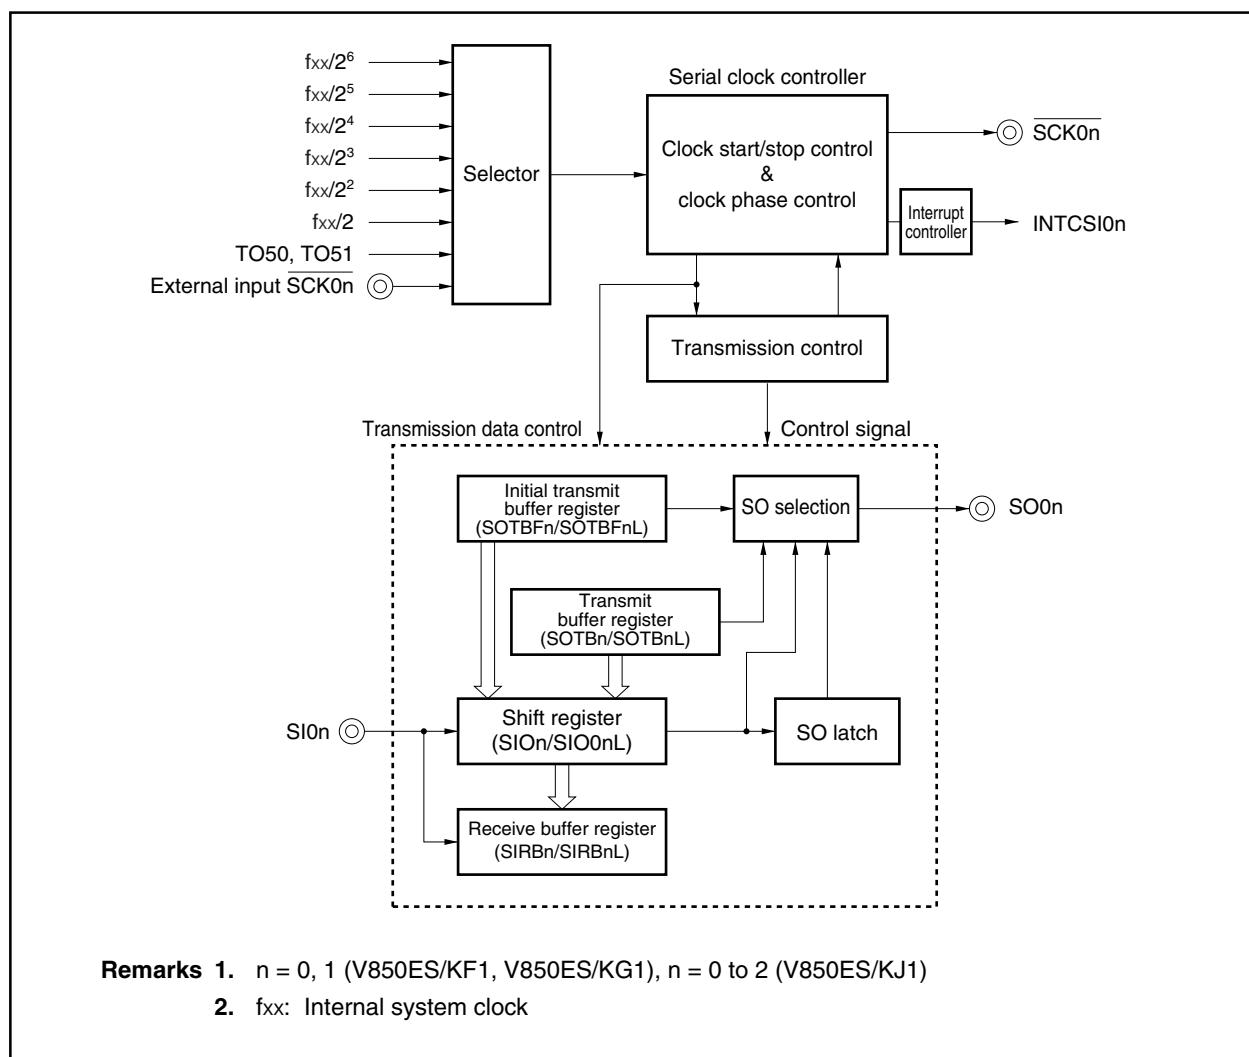 fxx/2⁶
fxx/2⁵
fxx/2⁴
fxx/2³
fxx/2²
fxx/2
TO50, TO51
External input SCK0n
Selector
Serial clock controller
Clock start/stop control
&
clock phase control
SCK0n
Interrupt
controller
INTCSI0n
Transmission control
Transmission data control
Control signal
Initial transmit
buffer register
(SOTBFn/SOTBFnL)
SO selection
SO0n
Transmit
buffer register
(SOTBn/SOTBnL)
SI0n
Shift register
(SIOn/SIO0nL)
SO latch
Receive buffer register
(SIRBn/SIRBnL)
Remarks 1. n = 0, 1 (V850ES/KF1, V850ES/KG1), n = 0 to 2 (V850ES/KJ1)
2. fxx: Internal system clock